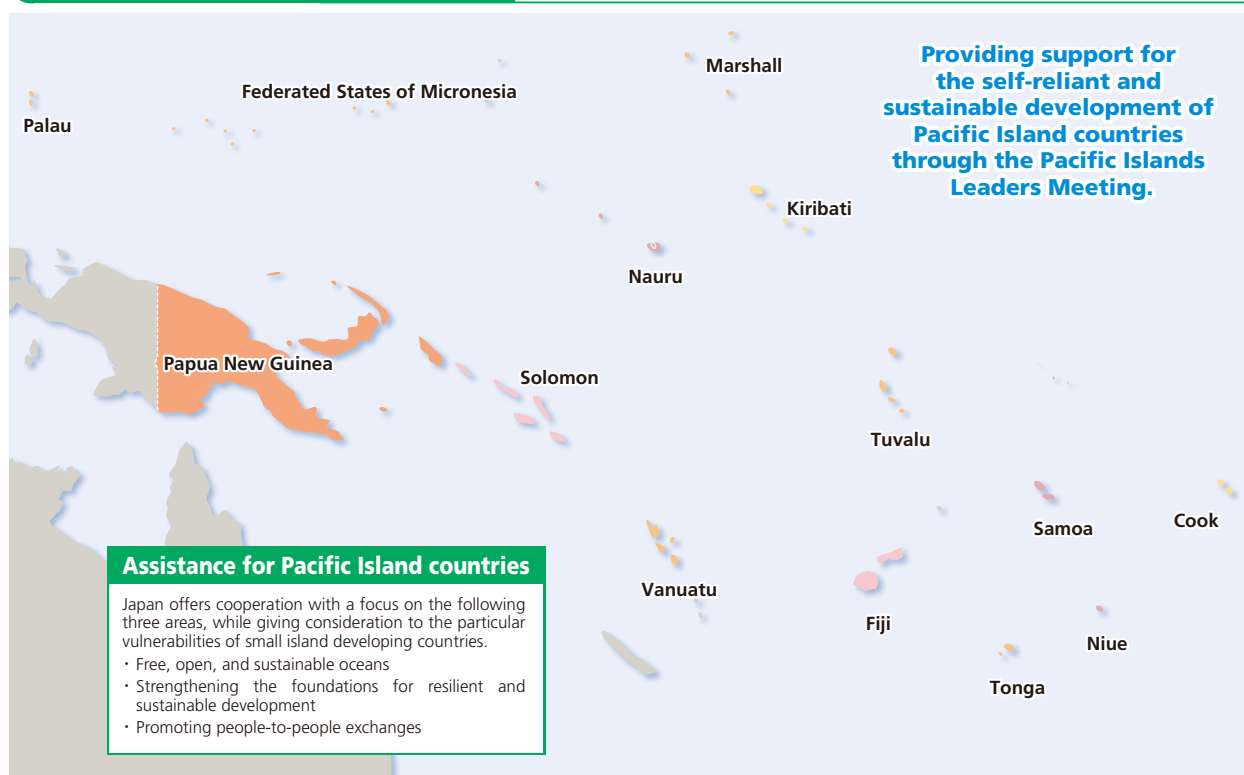 Providing support for
the self-reliant and
sustainable development of
Pacific Island countries
through the Pacific Islands
Leaders Meeting.
Marshall
Federated States of Micronesia
Palau
Kiribati
Nauru
Papua New Guinea
Solomon
Tuvalu
Samoa
Cook
Vanuatu
Fiji
Niue
Tonga
Assistance for Pacific Island countries
Japan offers cooperation with a focus on the following
three areas, while giving consideration to the particular
vulnerabilities of small island developing countries.
・Free, open, and sustainable oceans
・Strengthening the foundations for resilient and
sustainable development
・Promoting people-to-people exchanges